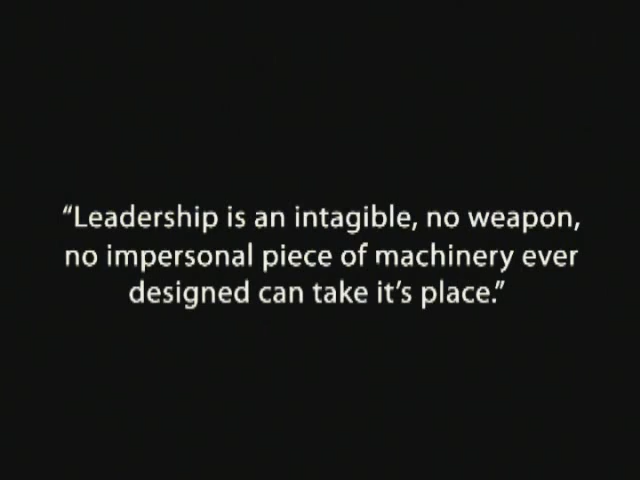 “Leadership is an intagible, no weapon,
no impersonal piece of machinery ever
designed can take it’s place.”